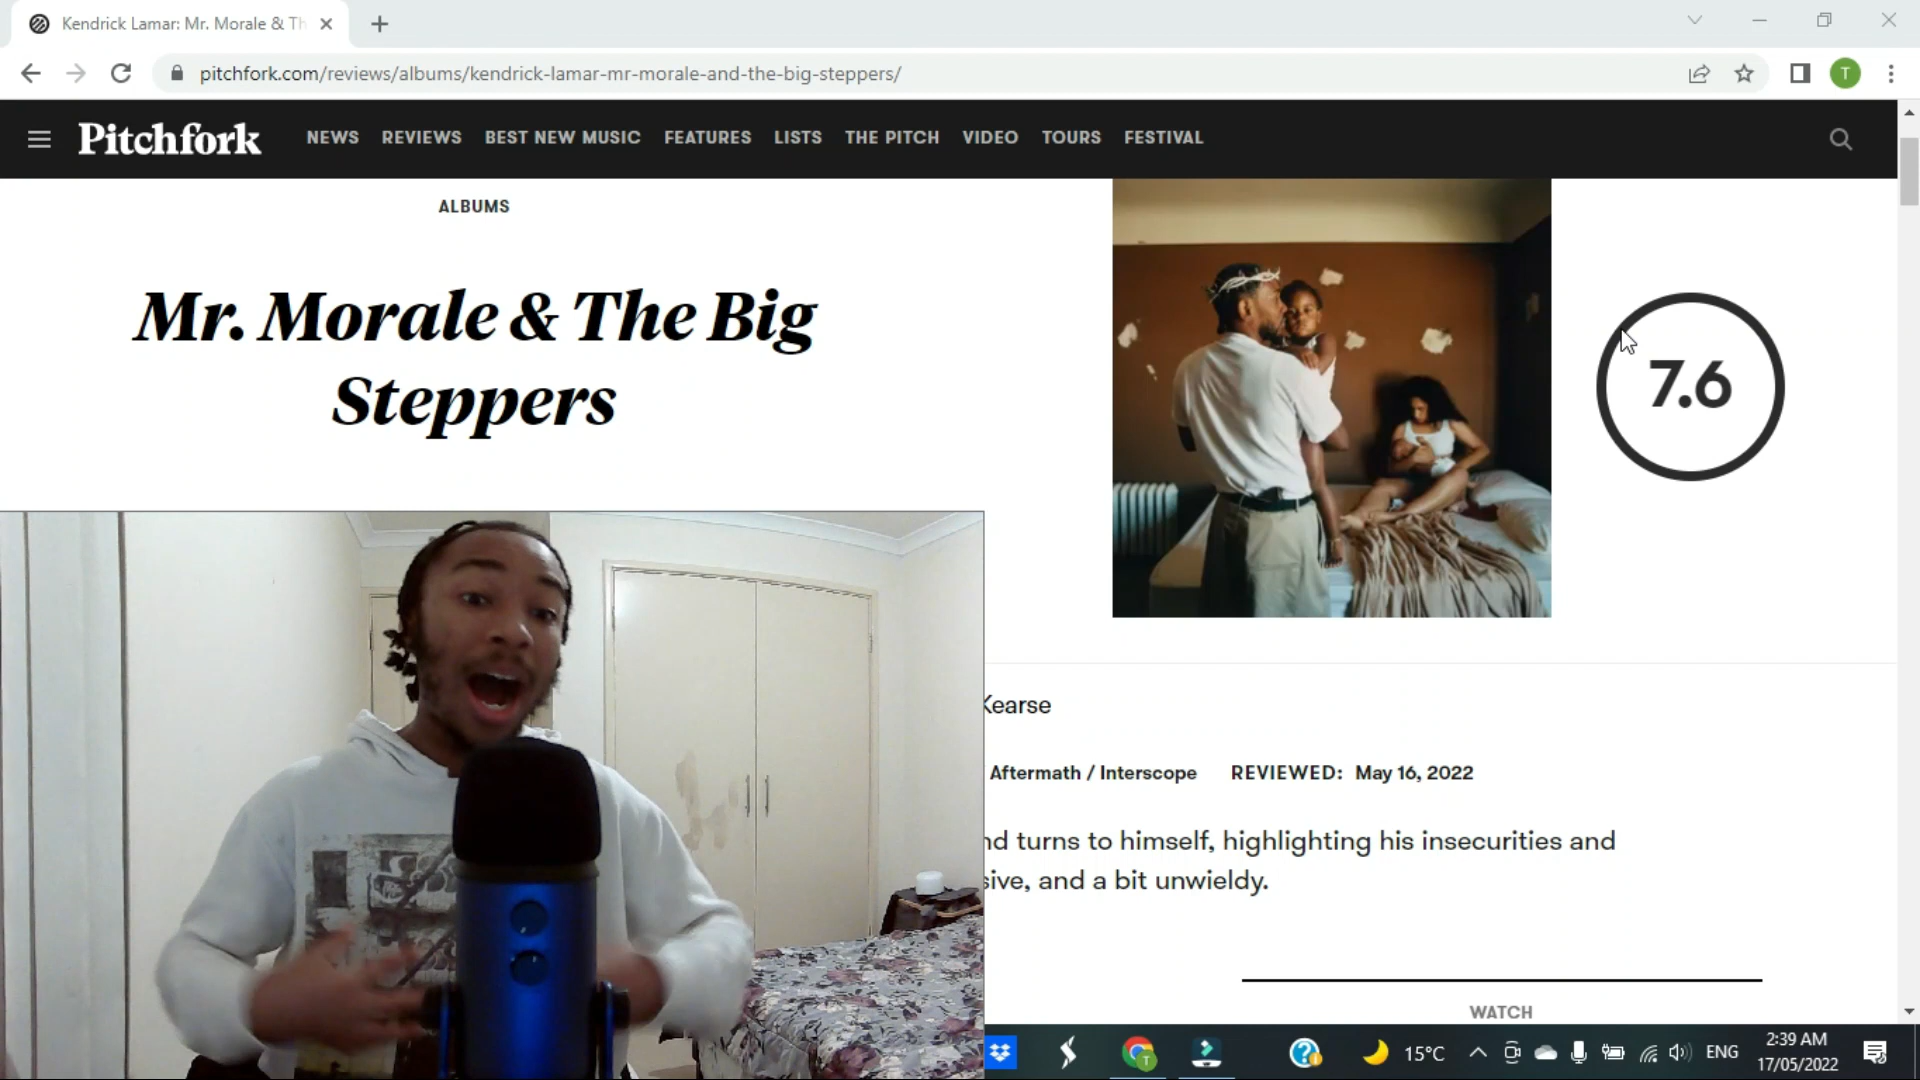 Kendrick Lamar: Mr. Morale & Th
pitchfork.com/reviews/albums/kendrick-lamar-mr-morale-and-the-big-steppers/
T
Pitchfork
NEWS REVIEWS BEST NEW MUSIC FEATURES LISTS THE PITCH VIDEO TOURS FESTIVAL
ALBUMS
Mr. Morale & The Big
Steppers
7.6
Kearse
Aftermath / Interscope REVIEWED: May 16, 2022
nd turns to himself, highlighting his insecurities and
sive, and a bit unwieldy.
WATCH
15°C ENG 2:39 AM
17/05/2022